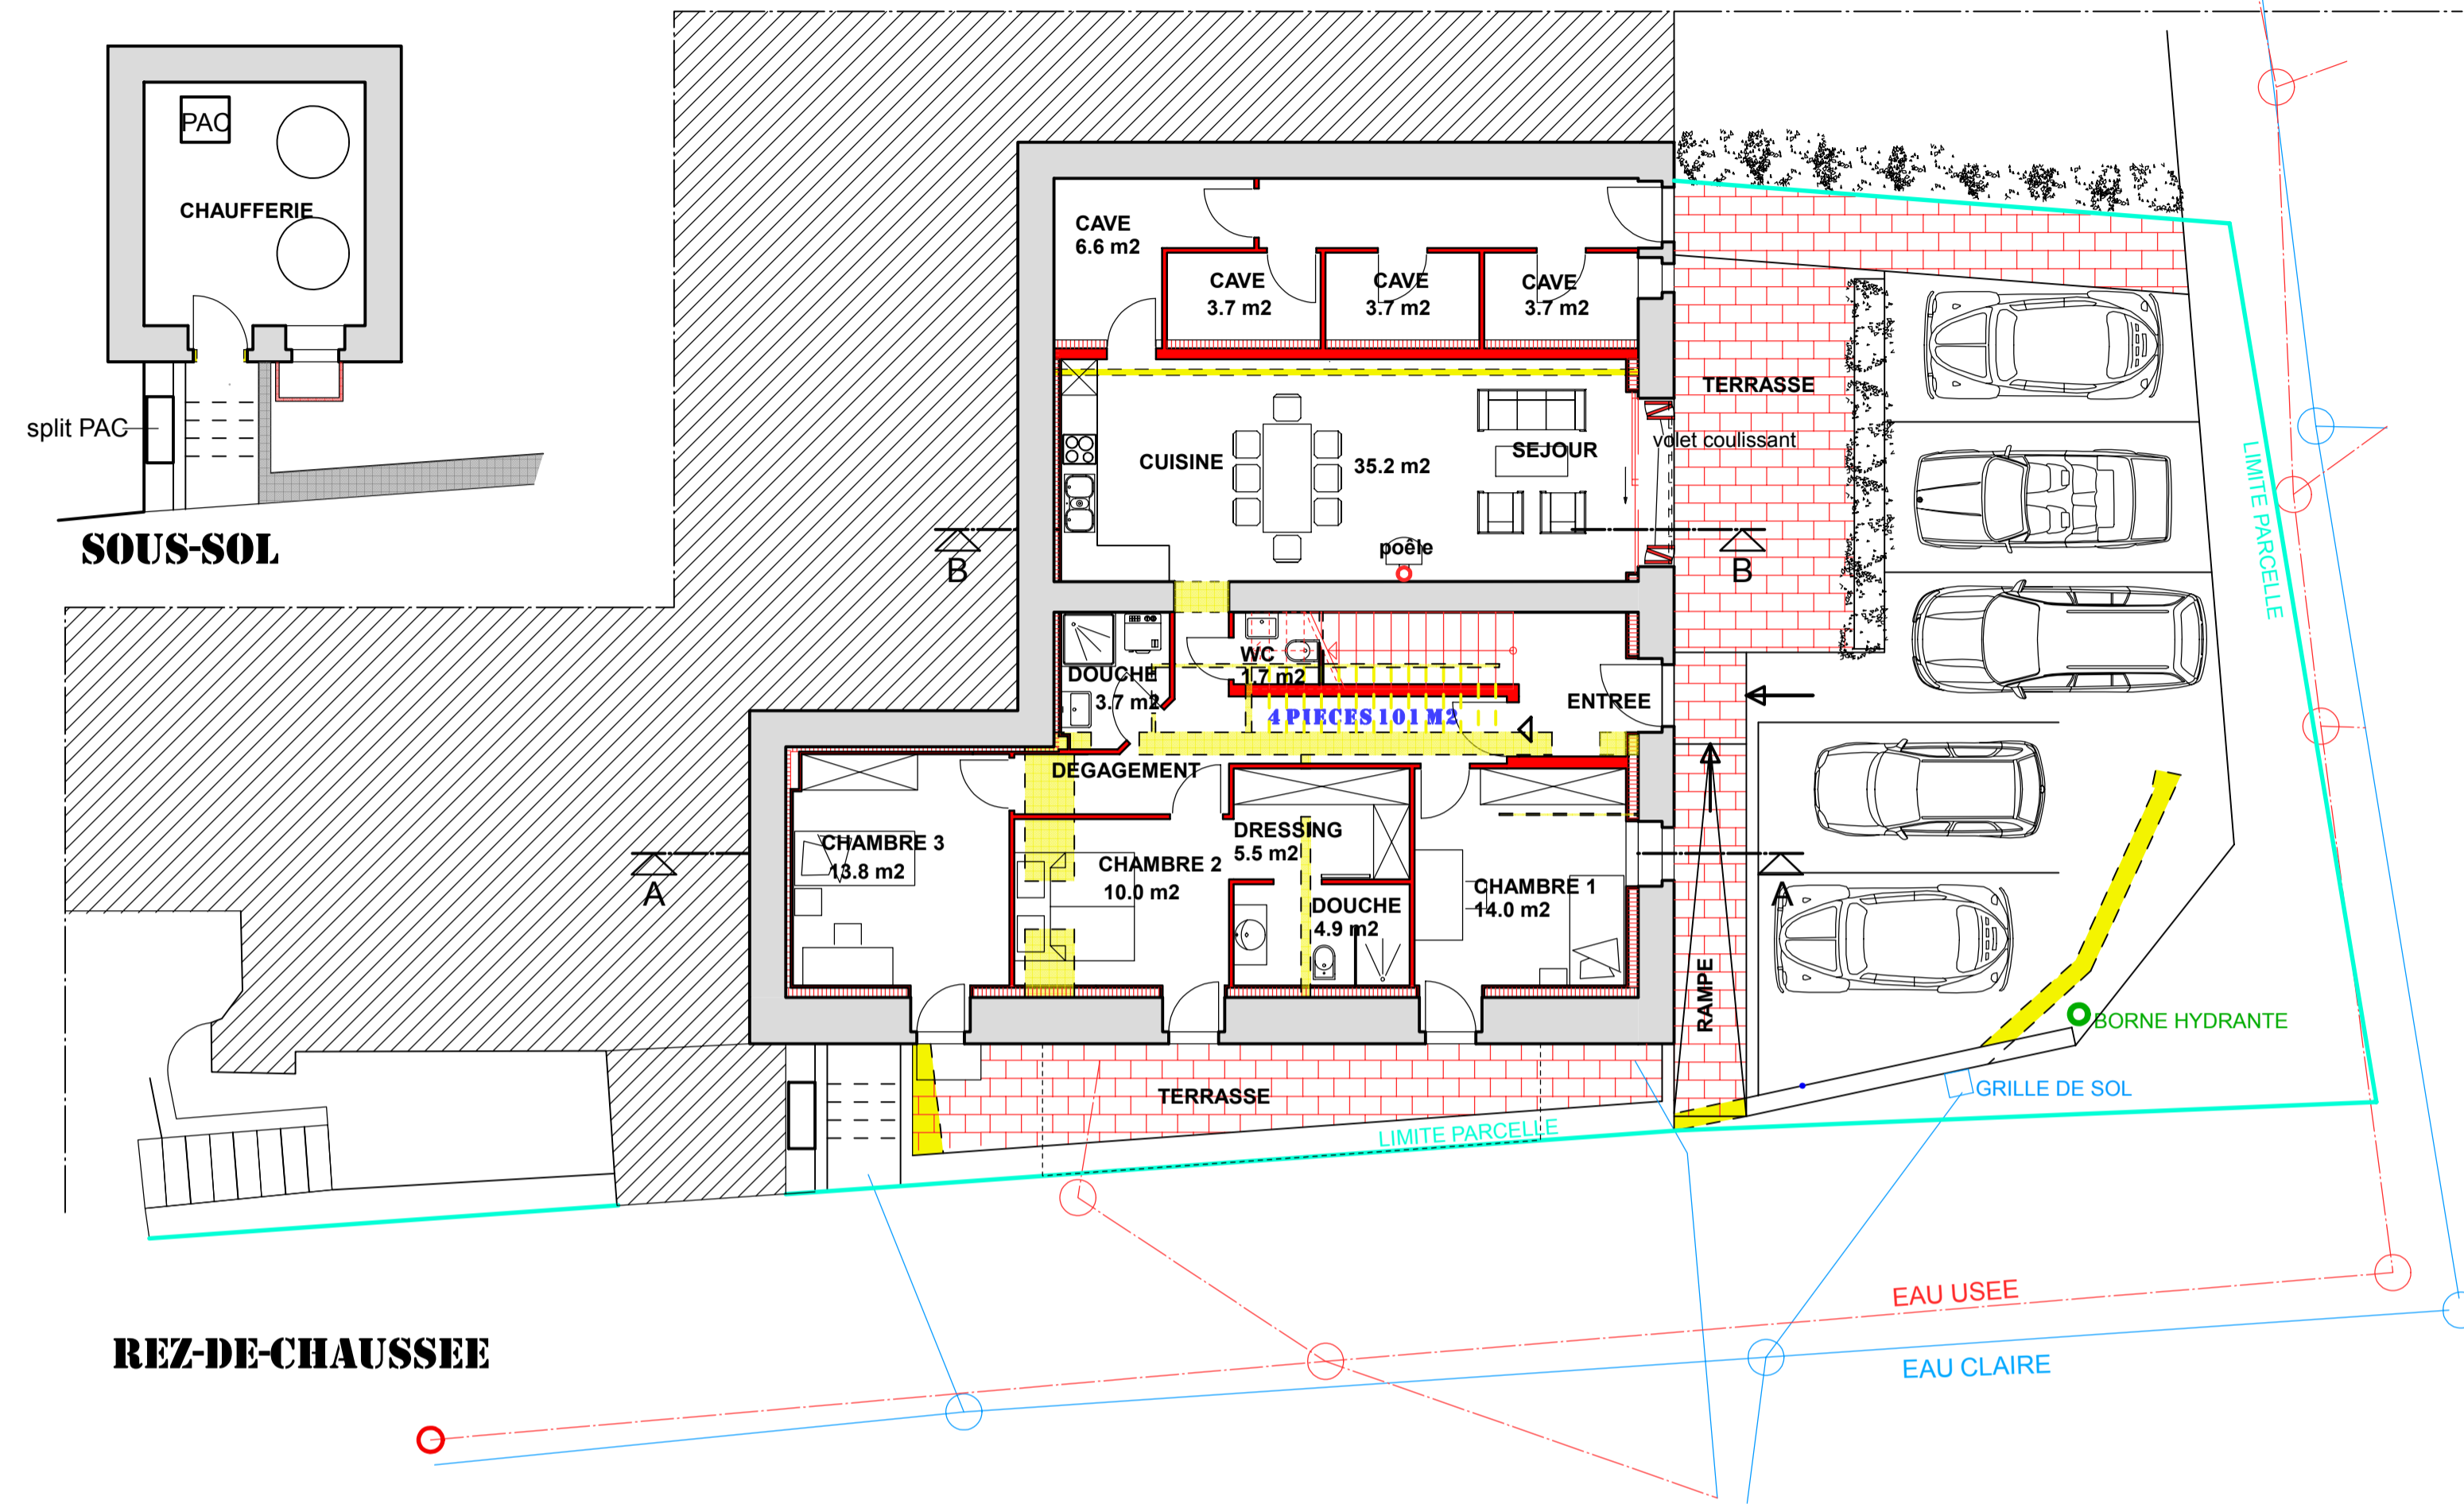 PAC
CHAUFFERIE
split PAC
SOUS-SOL
CAVE
6.6 m2
CAVE
3.7 m2
CAVE
3.7 m2
CAVE
3.7 m2
TERRASSE
volet coulissant
CUISINE
35.2 m2
SEJOUR
poêle
B
B
LIMITE PARCELLE
DOUCHE
3.7 m2
WC
1.7 m2
4 PIECES 101 M2
ENTREE
DEGAGEMENT
CHAMBRE 3
13.8 m2
CHAMBRE 2
10.0 m2
DRESSING
5.5 m2
DOUCHE
4.9 m2
CHAMBRE 1
14.0 m2
A
A
RAMPE
BORNE HYDRANTE
GRILLE DE SOL
TERRASSE
LIMITE PARCELLE
EAU USEE
EAU CLAIRE
REZ-DE-CHAUSSEE